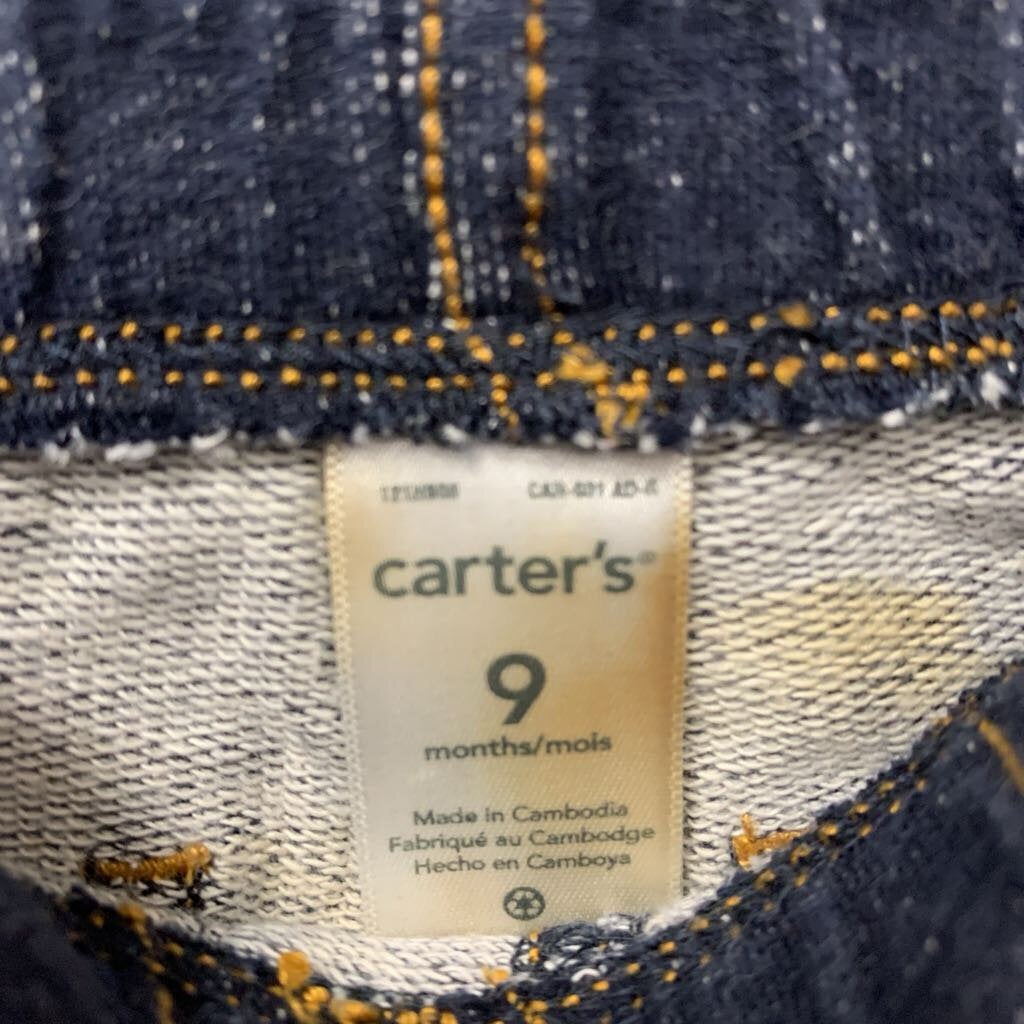 carter's®
9
months/mois
Made in Cambodia
Fabriqué au Cambodge
Hecho en Camboya